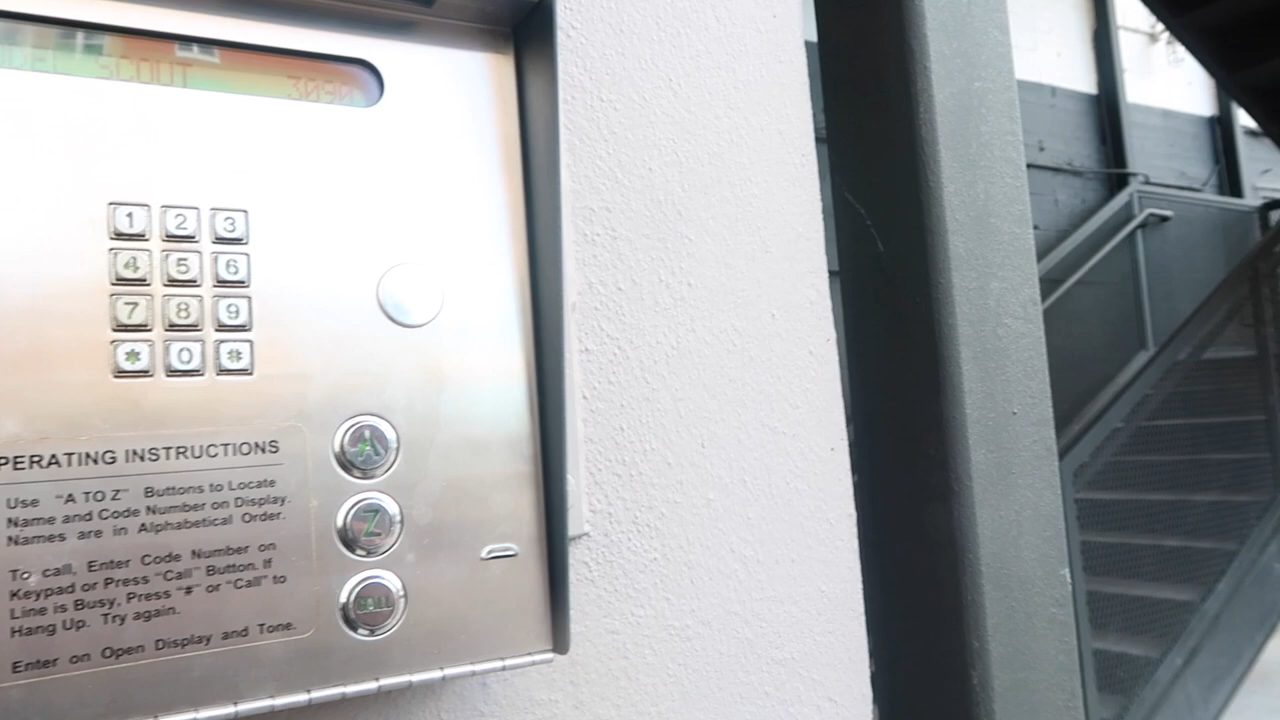 DEL SCOUT 3090
1 2 3
4 5 6
7 8 9
* 0 #
A
Z
CALL
PERATING INSTRUCTIONS
Use "A TO Z" Buttons to Locate
Name and Code Number on Display.
Names are in Alphabetical Order.
To call, Enter Code Number on
Keypad or Press "Call" Button. If
Line is Busy, Press "#" or "Call" to
Hang Up. Try again.
Enter on Open Display and Tone.